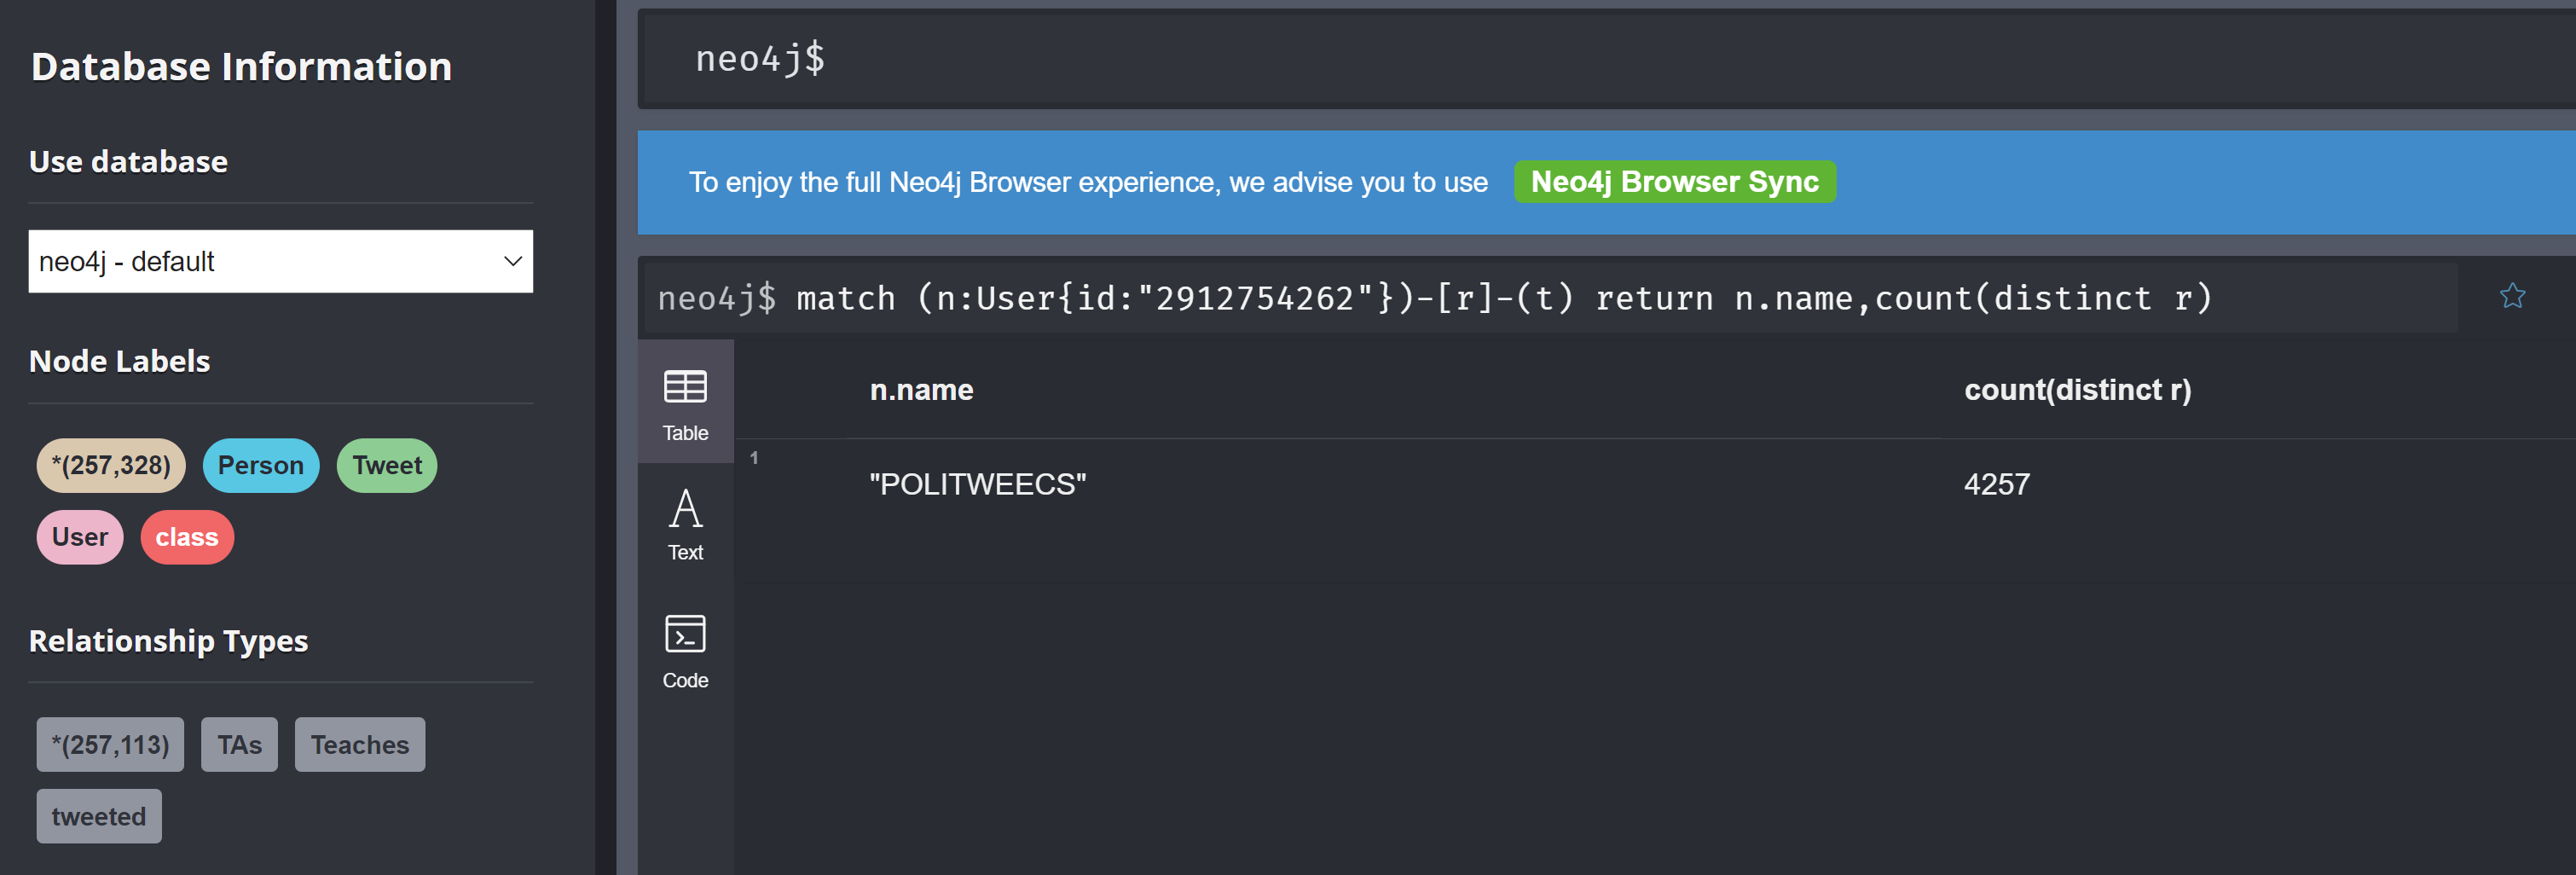 Database Information
Use database
neo4j - default
Node Labels
*(257,328) Person Tweet
User class
Relationship Types
*(257,113) TAs Teaches
tweeted
neo4j$
To enjoy the full Neo4j Browser experience, we advise you to use Neo4j Browser Sync
neo4j$ match (n:User{id:"2912754262"})-[r]-(t) return n.name,count(distinct r)
Table
Text
Code
n.name count(distinct r)
1
"POLITWEECS" 4257